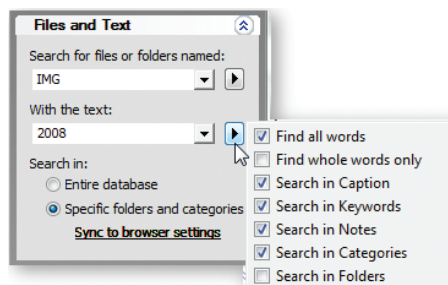 Files and Text
Search for files or folders named:
IMG
With the text:
2008
Search in:
Entire database
Specific folders and categories
Sync to browser settings
Find all words
Find whole words only
Search in Caption
Search in Keywords
Search in Notes
Search in Categories
Search in Folders